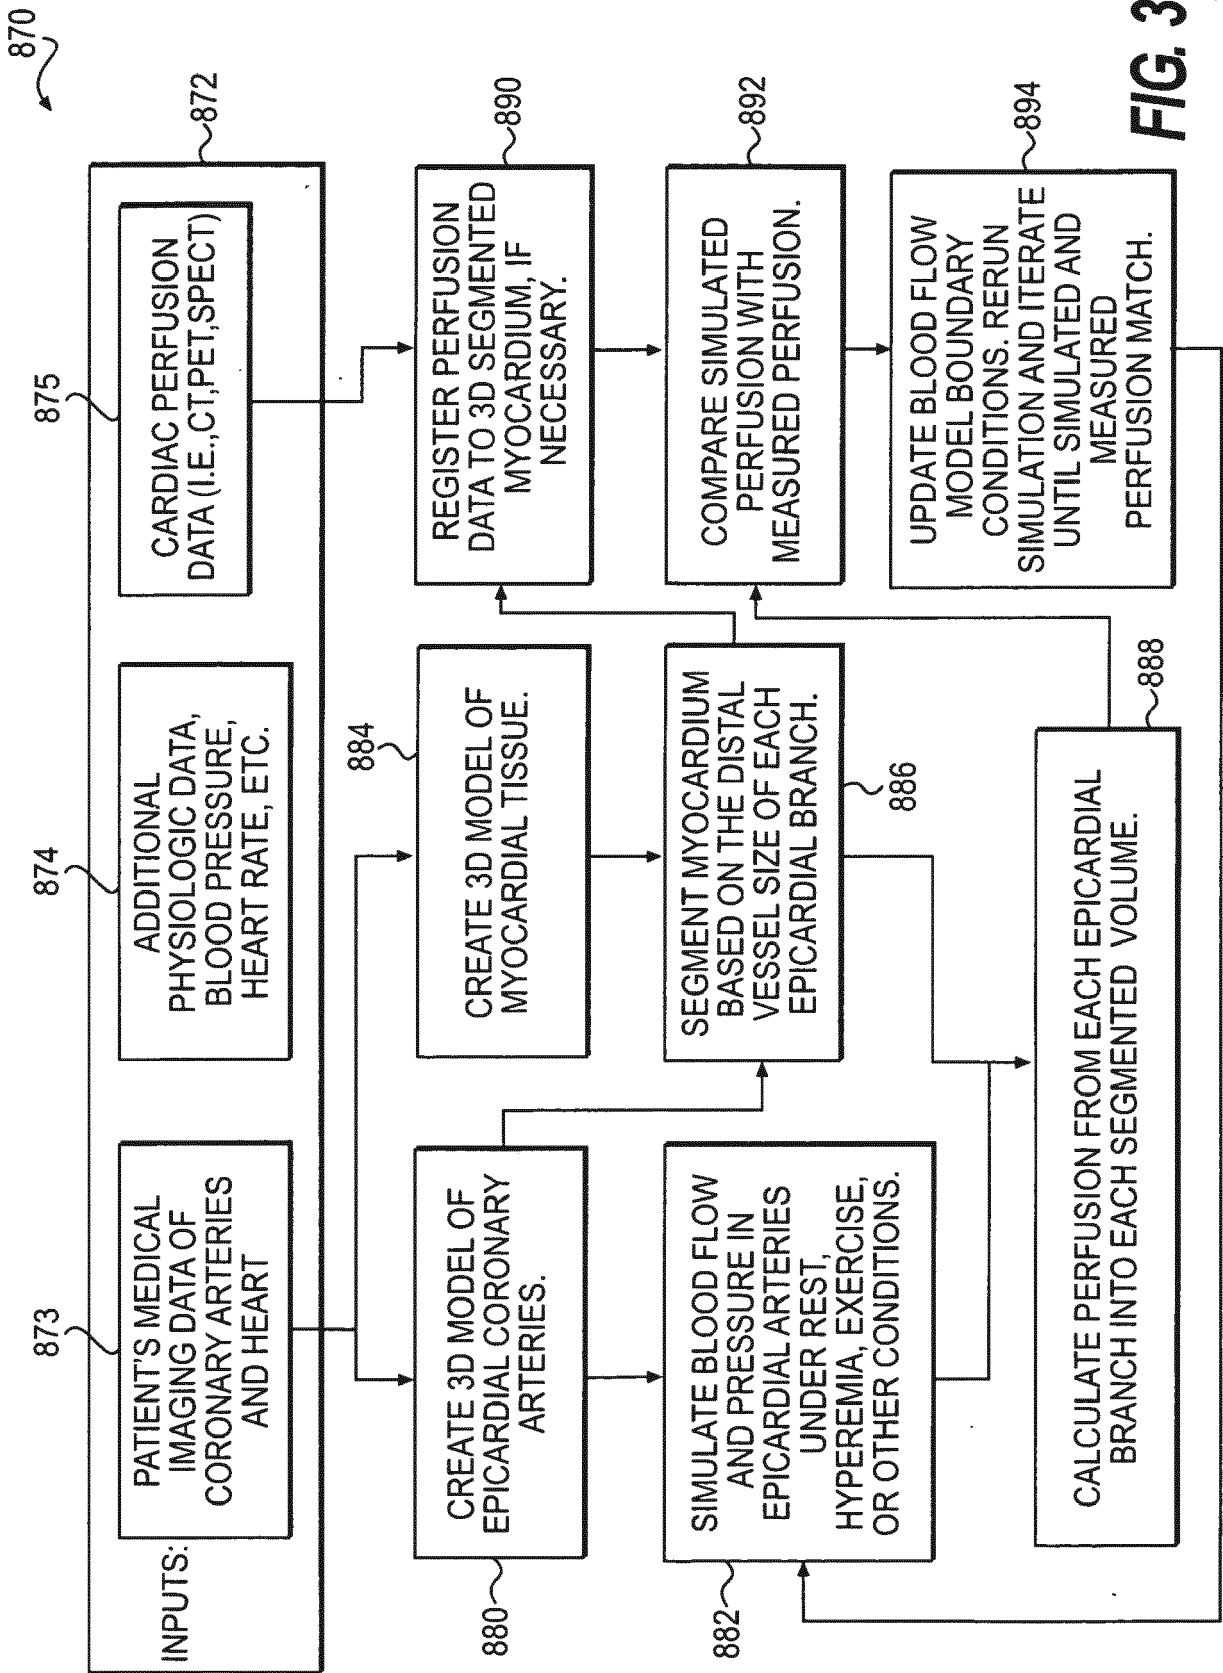 870
872
INPUTS:
873
PATIENT'S MEDICAL
IMAGING DATA OF
CORONARY ARTERIES
AND HEART
874
ADDITIONAL
PHYSIOLOGIC DATA,
BLOOD PRESSURE,
HEART RATE, ETC.
875
CARDIAC PERFUSION
DATA (I.E.,CT,PET,SPECT)
880
CREATE 3D MODEL OF
EPICARDIAL CORONARY
ARTERIES.
884
CREATE 3D MODEL OF
MYOCARDIAL TISSUE.
890
REGISTER PERFUSION
DATA TO 3D SEGMENTED
MYOCARDIUM, IF
NECESSARY.
882
SIMULATE BLOOD FLOW
AND PRESSURE IN
EPICARDIAL ARTERIES
UNDER REST,
HYPEREMIA, EXERCISE,
OR OTHER CONDITIONS.
886
SEGMENT MYOCARDIUM
BASED ON THE DISTAL
VESSEL SIZE OF EACH
EPICARDIAL BRANCH.
892
COMPARE SIMULATED
PERFUSION WITH
MEASURED PERFUSION.
894
UPDATE BLOOD FLOW
MODEL BOUNDARY
CONDITIONS. RERUN
SIMULATION AND ITERATE
UNTIL SIMULATED AND
MEASURED
PERFUSION MATCH.
888
CALCULATE PERFUSION FROM EACH EPICARDIAL
BRANCH INTO EACH SEGMENTED VOLUME.
FIG. 3